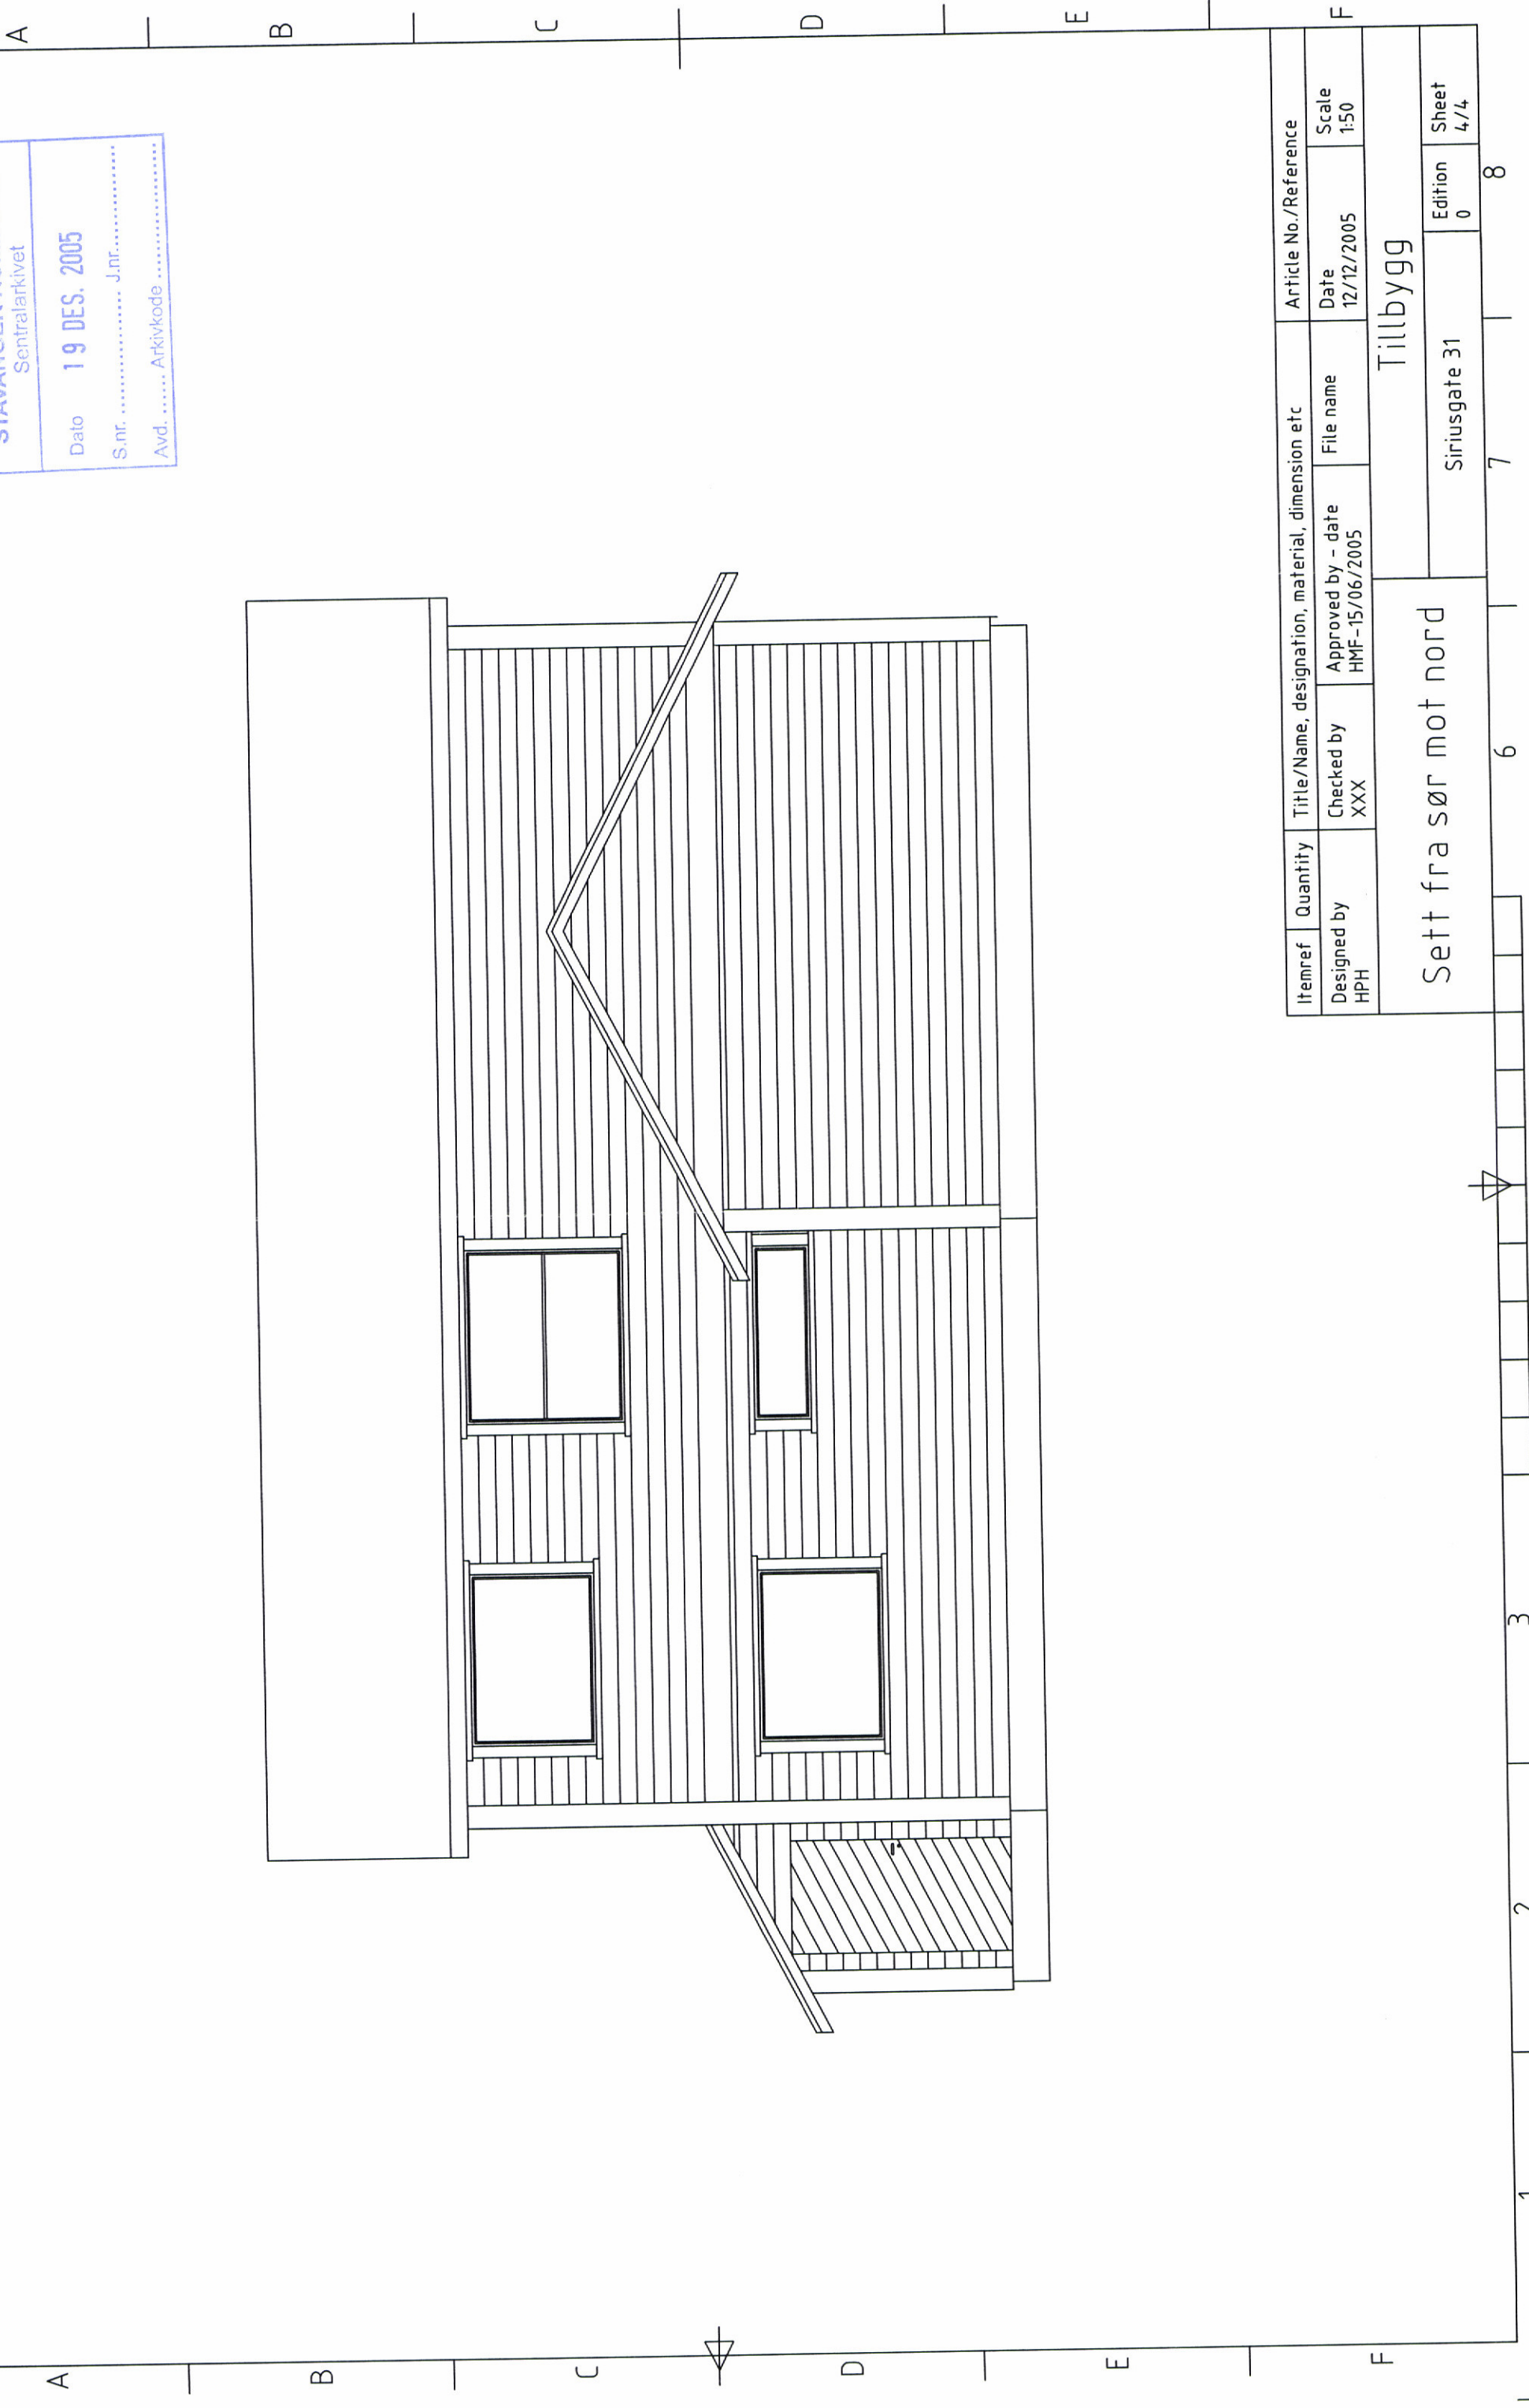 Sentralarkivet
Dato 19 DES. 2005
S.nr. ................ J.nr................
Avd. ...... Arkivkode ....................
A
B
C
D
E
F
A
B
C
D
E
F
Itemref Quantity Title/Name, designation, material, dimension etc Article No./Reference
Designed by Checked by Approved by - date File name Date Scale
HPH XXX HMF-15/06/2005 12/12/2005 1:50
Tillbygg
Sett fra sør mot nord
Siriusgate 31
Edition Sheet
0 4/4
1 2 3 6 7 8